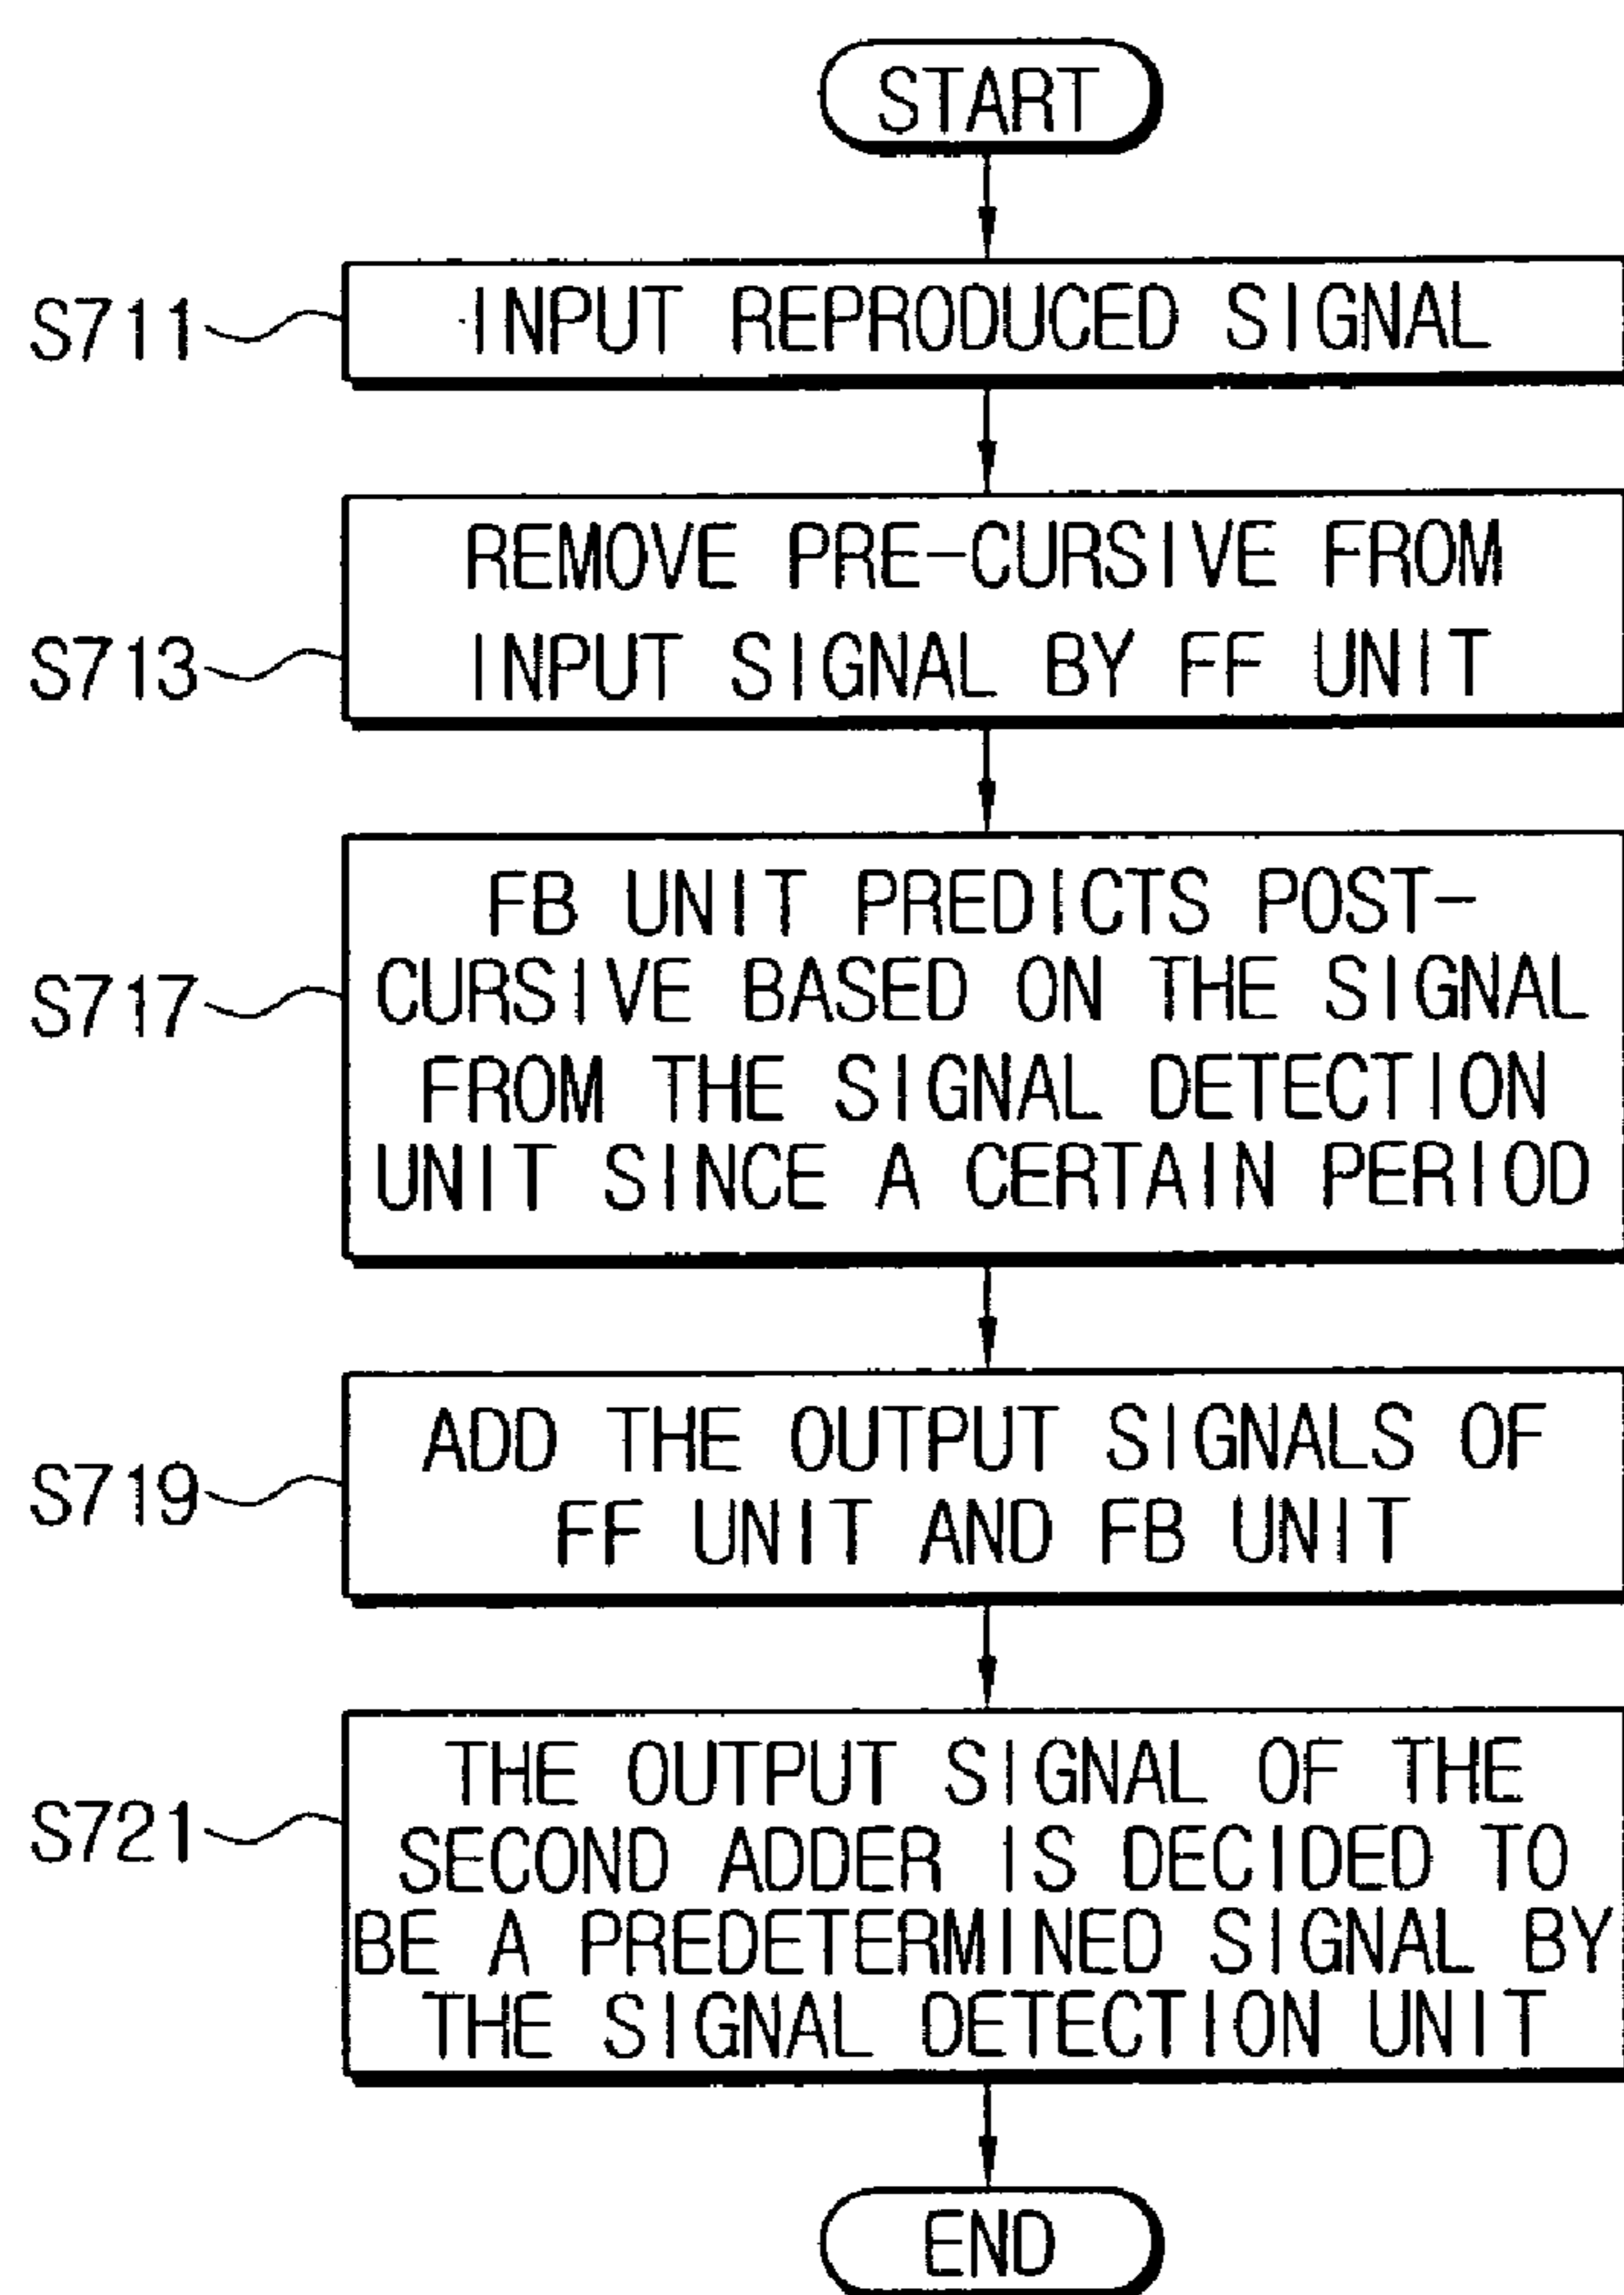 START
S711
INPUT REPRODUCED SIGNAL
S713
REMOVE PRE-CURSIVE FROM
INPUT SIGNAL BY FF UNIT
S717
FB UNIT PREDICTS POST-
CURSIVE BASED ON THE SIGNAL
FROM THE SIGNAL DETECTION
UNIT SINCE A CERTAIN PERIOD
S719
ADD THE OUTPUT SIGNALS OF
FF UNIT AND FB UNIT
S721
THE OUTPUT SIGNAL OF THE
SECOND ADDER IS DECIDED TO
BE A PREDETERMINED SIGNAL BY
THE SIGNAL DETECTION UNIT
END